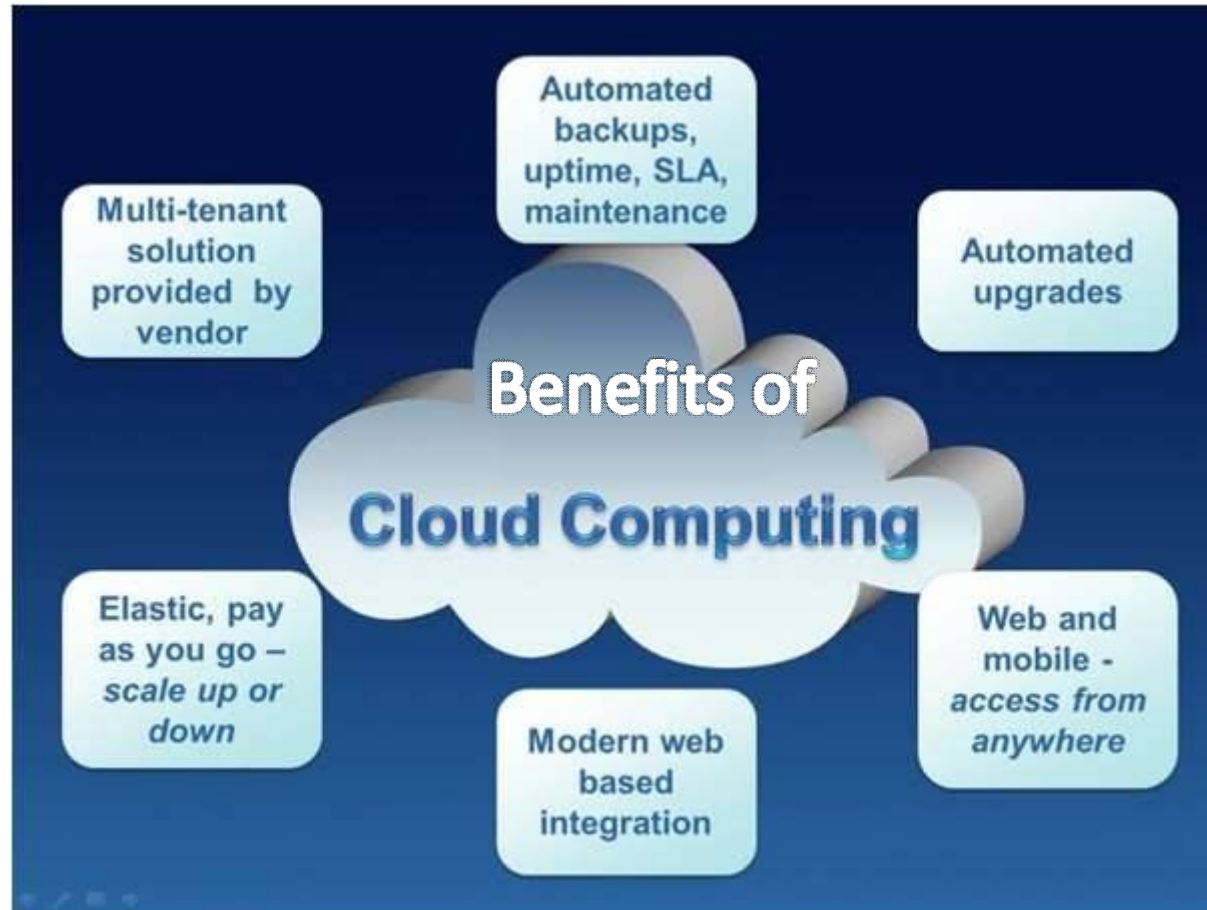 Automated
backups,
uptime, SLA,
maintenance
Multi-tenant
solution
provided by
vendor
Automated
upgrades
Benefits of
Cloud Computing
Elastic, pay
as you go –
scale up or
down
Web and
mobile -
access from
anywhere
Modern web
based
integration